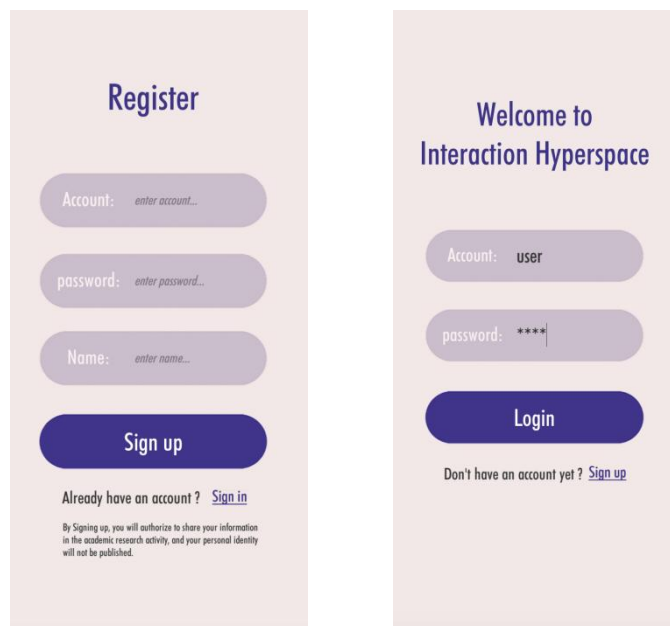 Register
Account: enter account...
password: enter password...
Name: enter name...
Sign up
Already have an account ? Sign in
By Signing up, you will authorize to share your information
in the academic research activity, and your personal identity
will not be published.
Welcome to
Interaction Hyperspace
Account: user
password: ****
Login
Don't have an account yet ? Sign up